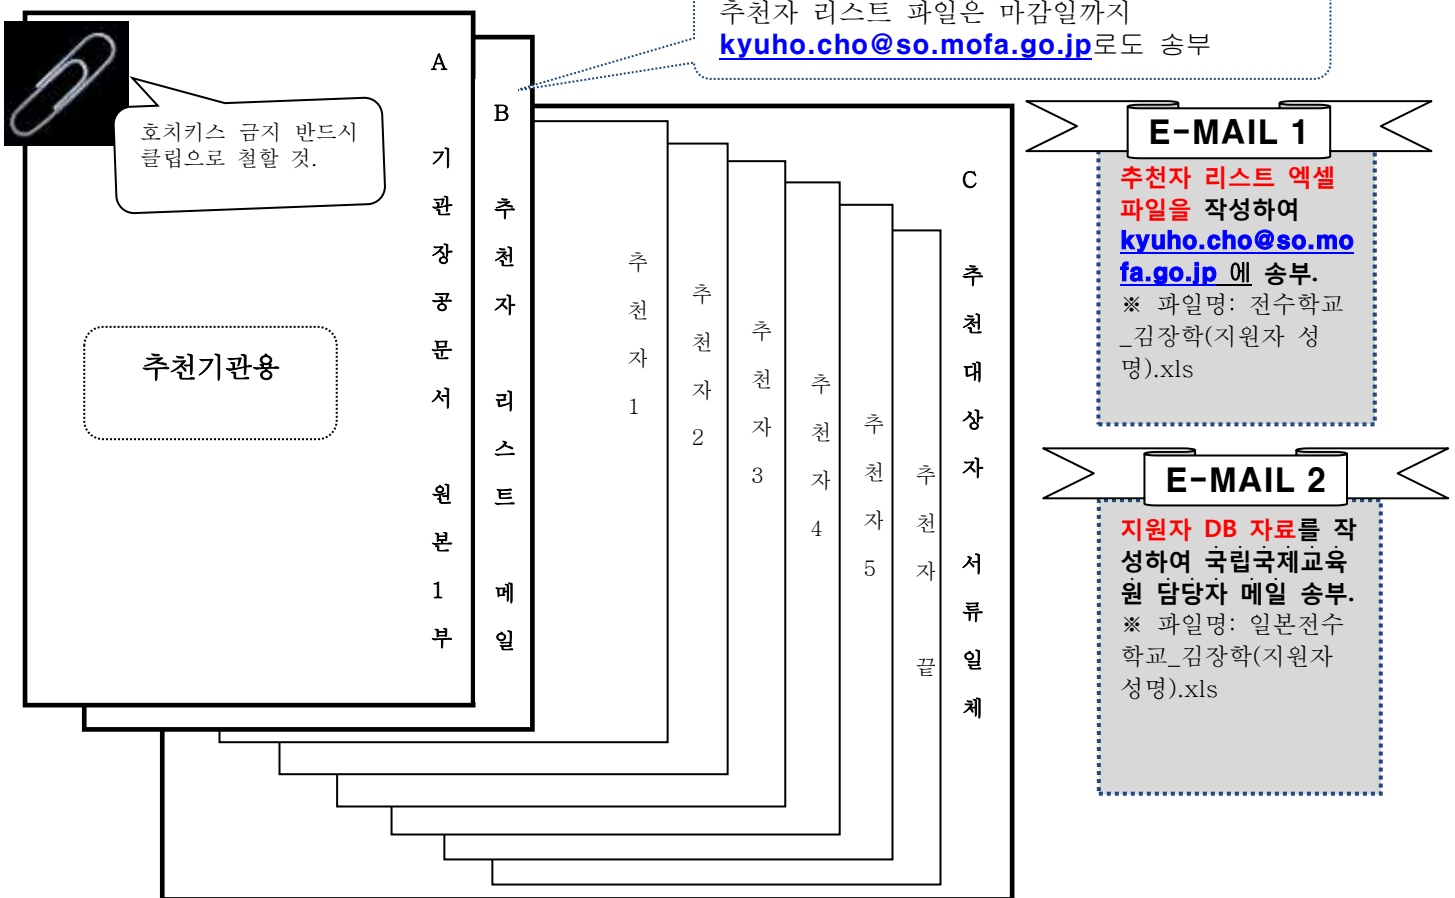 추천자 리스트 파일은 마감일까지
kyuho.cho@so.mofa.go.jp로도 송부
호치키스 금지 반드시
클립으로 철할 것.
추천기관용
A 기관장공문서 원본1부
B 추천자 리스트 메일
추천자1
추천자2
추천자3
추천자4
추천자5
추천자 끝
C 추천대상자 서류일체
E-MAIL 1
추천자 리스트 엑셀
파일을 작성하여
kyuho.cho@so.mo
fa.go.jp 에 송부.
※ 파일명: 전수학교
_김장학(지원자 성
명).xls
E-MAIL 2
지원자 DB 자료를 작
성하여 국립국제교육
원 담당자 메일 송부.
※ 파일명: 일본전수
학교_김장학(지원자
성명).xls